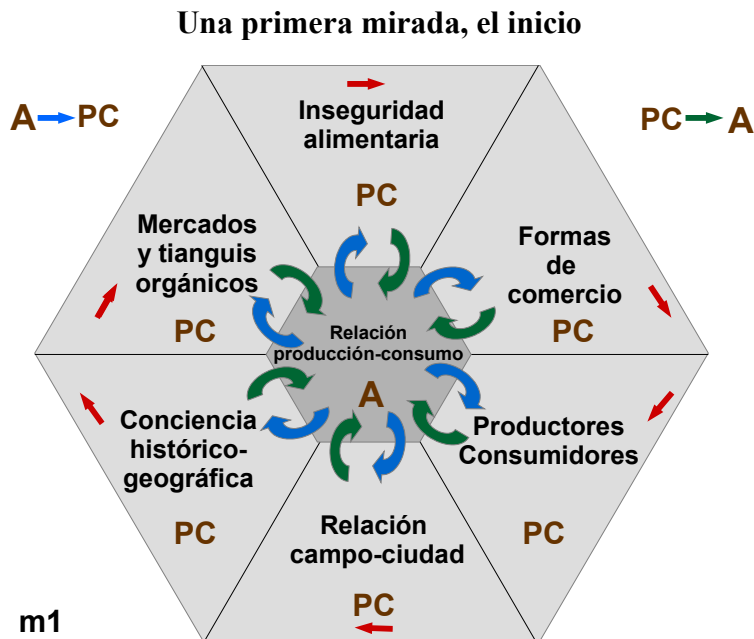 Una primera mirada, el inicio
A PC
PC A
Inseguridad
alimentaria
PC
Mercados
y tianguis
orgánicos
PC
Formas
de
comercio
PC
Relación
producción-consumo
A
Conciencia
histórico-
geográfica
PC
Productores
Consumidores
PC
Relación
campo-ciudad
PC
m1